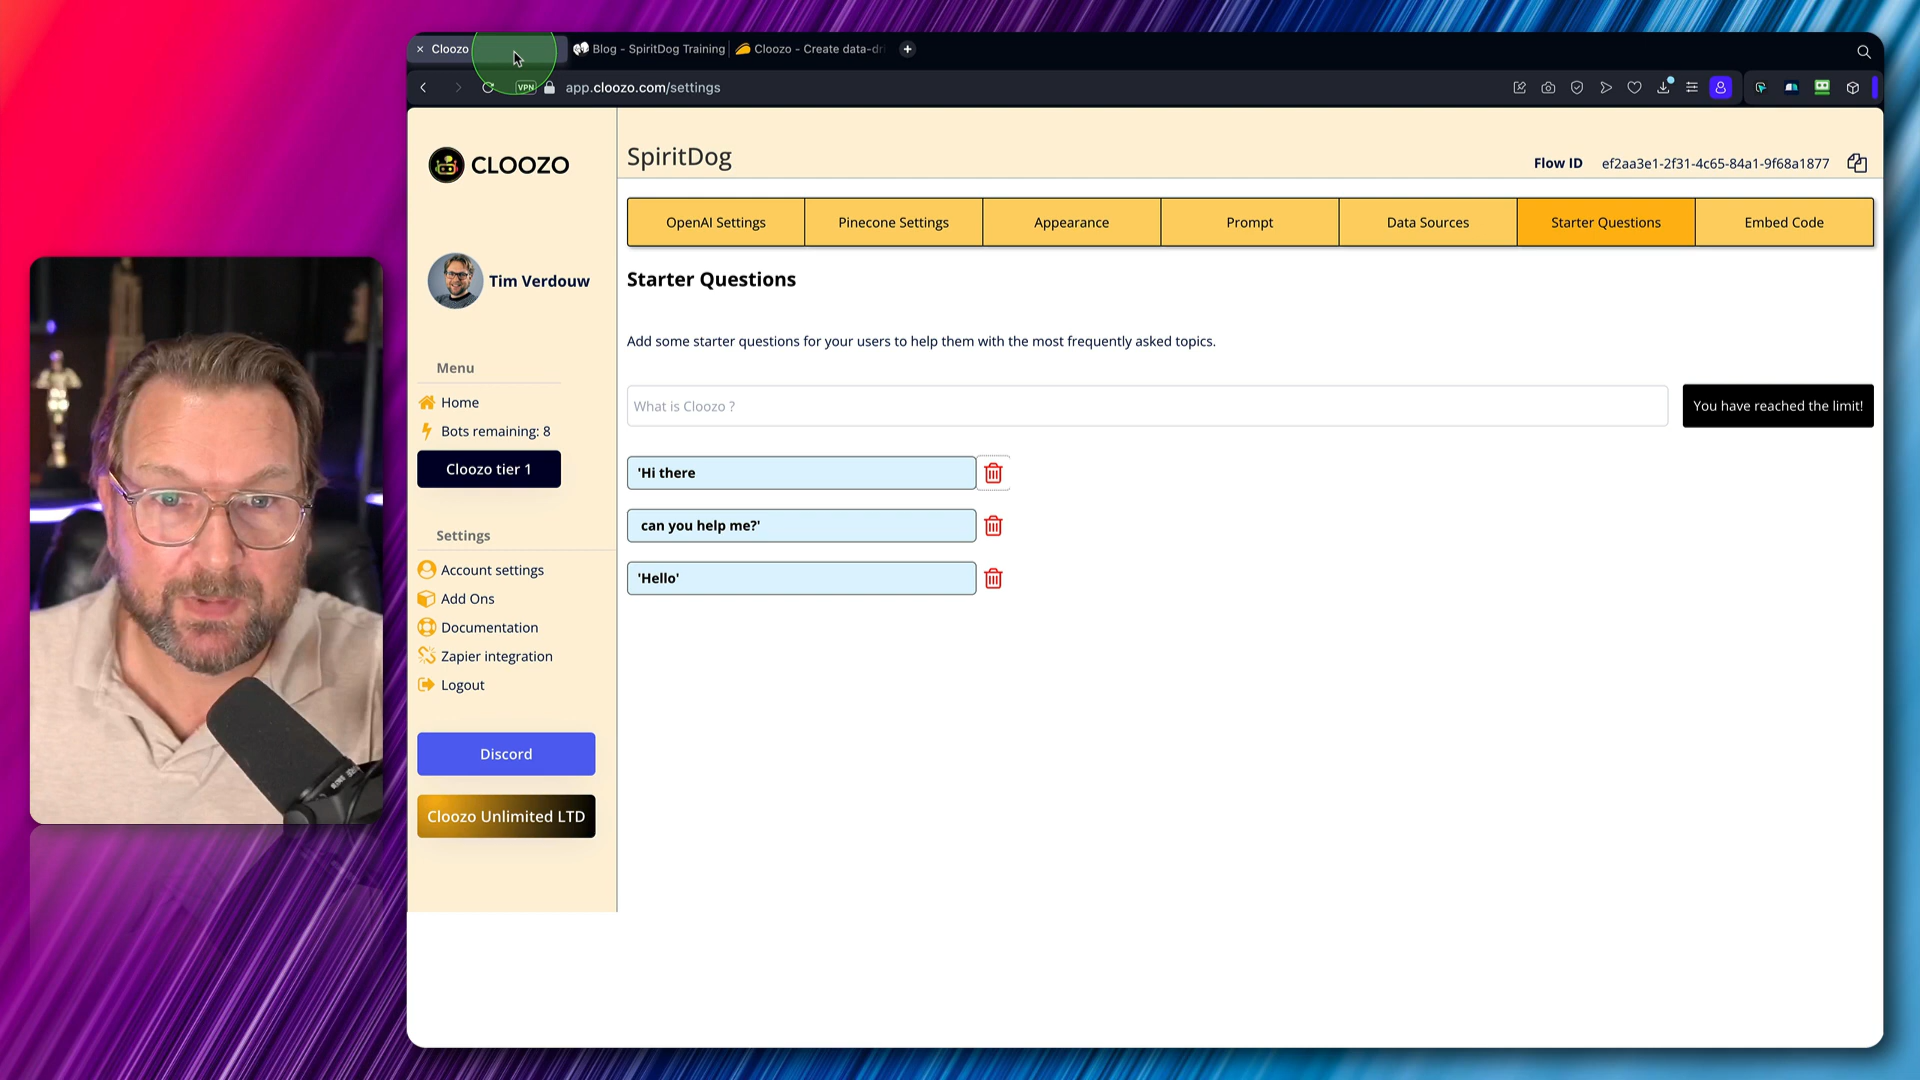 Cloozo
Blog - SpiritDog Training
Cloozo - Create data-dr
VPN
app.cloozo.com/settings
CLOOZO
SpiritDog
Flow ID ef2aa3e1-2f31-4c65-84a1-9f68a1877
OpenAI Settings
Pinecone Settings
Appearance
Prompt
Data Sources
Starter Questions
Embed Code
Tim Verdouw
Starter Questions
Add some starter questions for your users to help them with the most frequently asked topics.
Menu
Home
Bots remaining: 8
Cloozo tier 1
What is Cloozo ?
You have reached the limit!
'Hi there
can you help me?'
'Hello'
Settings
Account settings
Add Ons
Documentation
Zapier integration
Logout
Discord
Cloozo Unlimited LTD